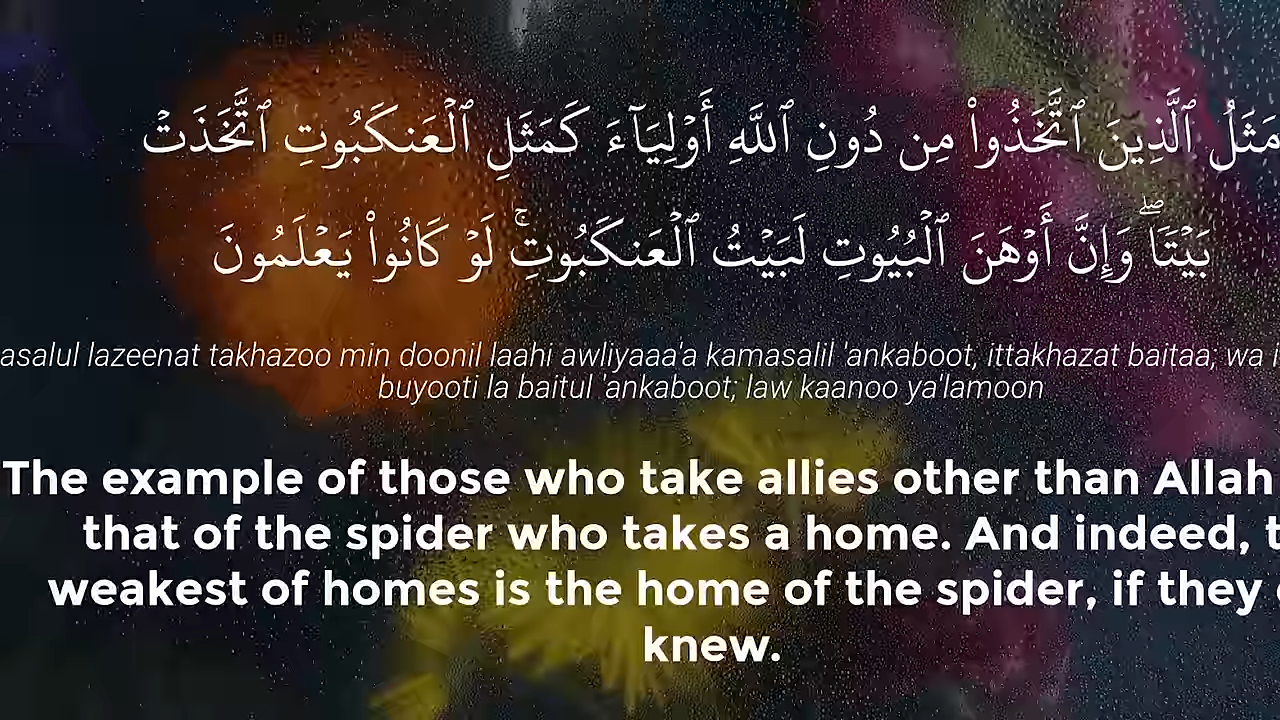 مَثَلُ ٱلَّذِينَ ٱتَّخَذُوا۟ مِن دُونِ ٱللَّهِ أَوْلِيَآءَ كَمَثَلِ ٱلْعَنكَبُوتِ ٱتَّخَذَتْ
بَيْتًۭا ۖ وَإِنَّ أَوْهَنَ ٱلْبُيُوتِ لَبَيْتُ ٱلْعَنكَبُوتِ ۚ لَوْ كَانُوا۟ يَعْلَمُونَ
asalul lazeenat takhazoo min doonil laahi awliyaaa'a kamasalil 'ankaboot, ittakhazat baitaa, wa i
buyooti la baitul 'ankaboot; law kaanoo ya'lamoon
The example of those who take allies other than Allah
that of the spider who takes a home. And indeed, t
weakest of homes is the home of the spider, if they
knew.